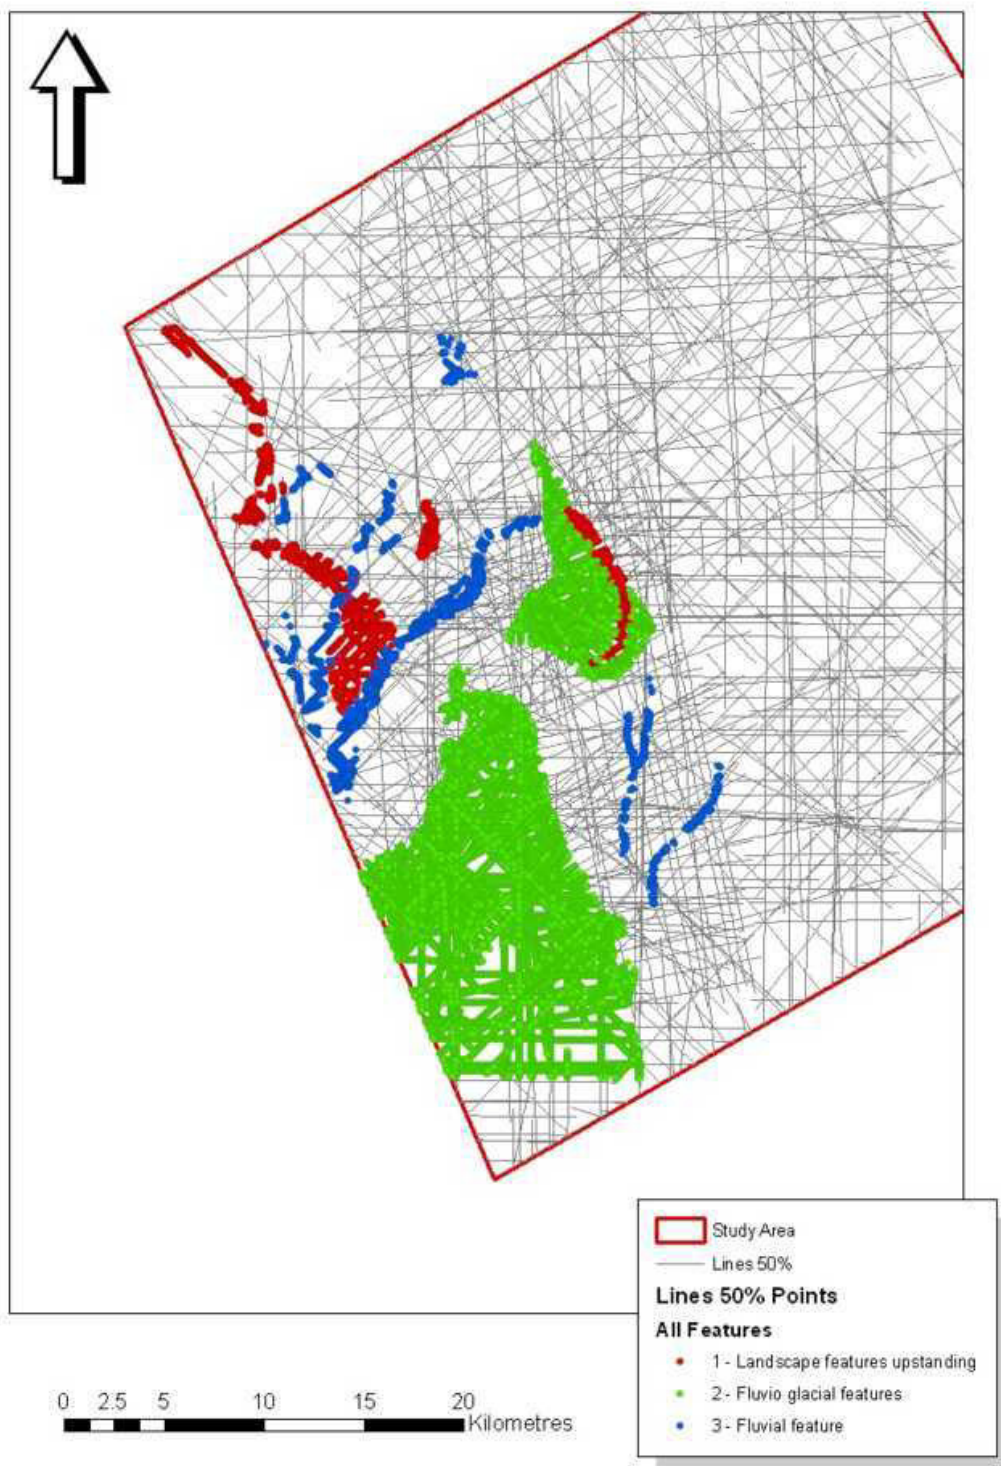 Study Area
Lines 50%
Lines 50% Points
All Features
1 - Landscape features upstanding
2 - Fluvio glacial features
3 - Fluvial feature
0 2.5 5 10 15 20
Kilometres